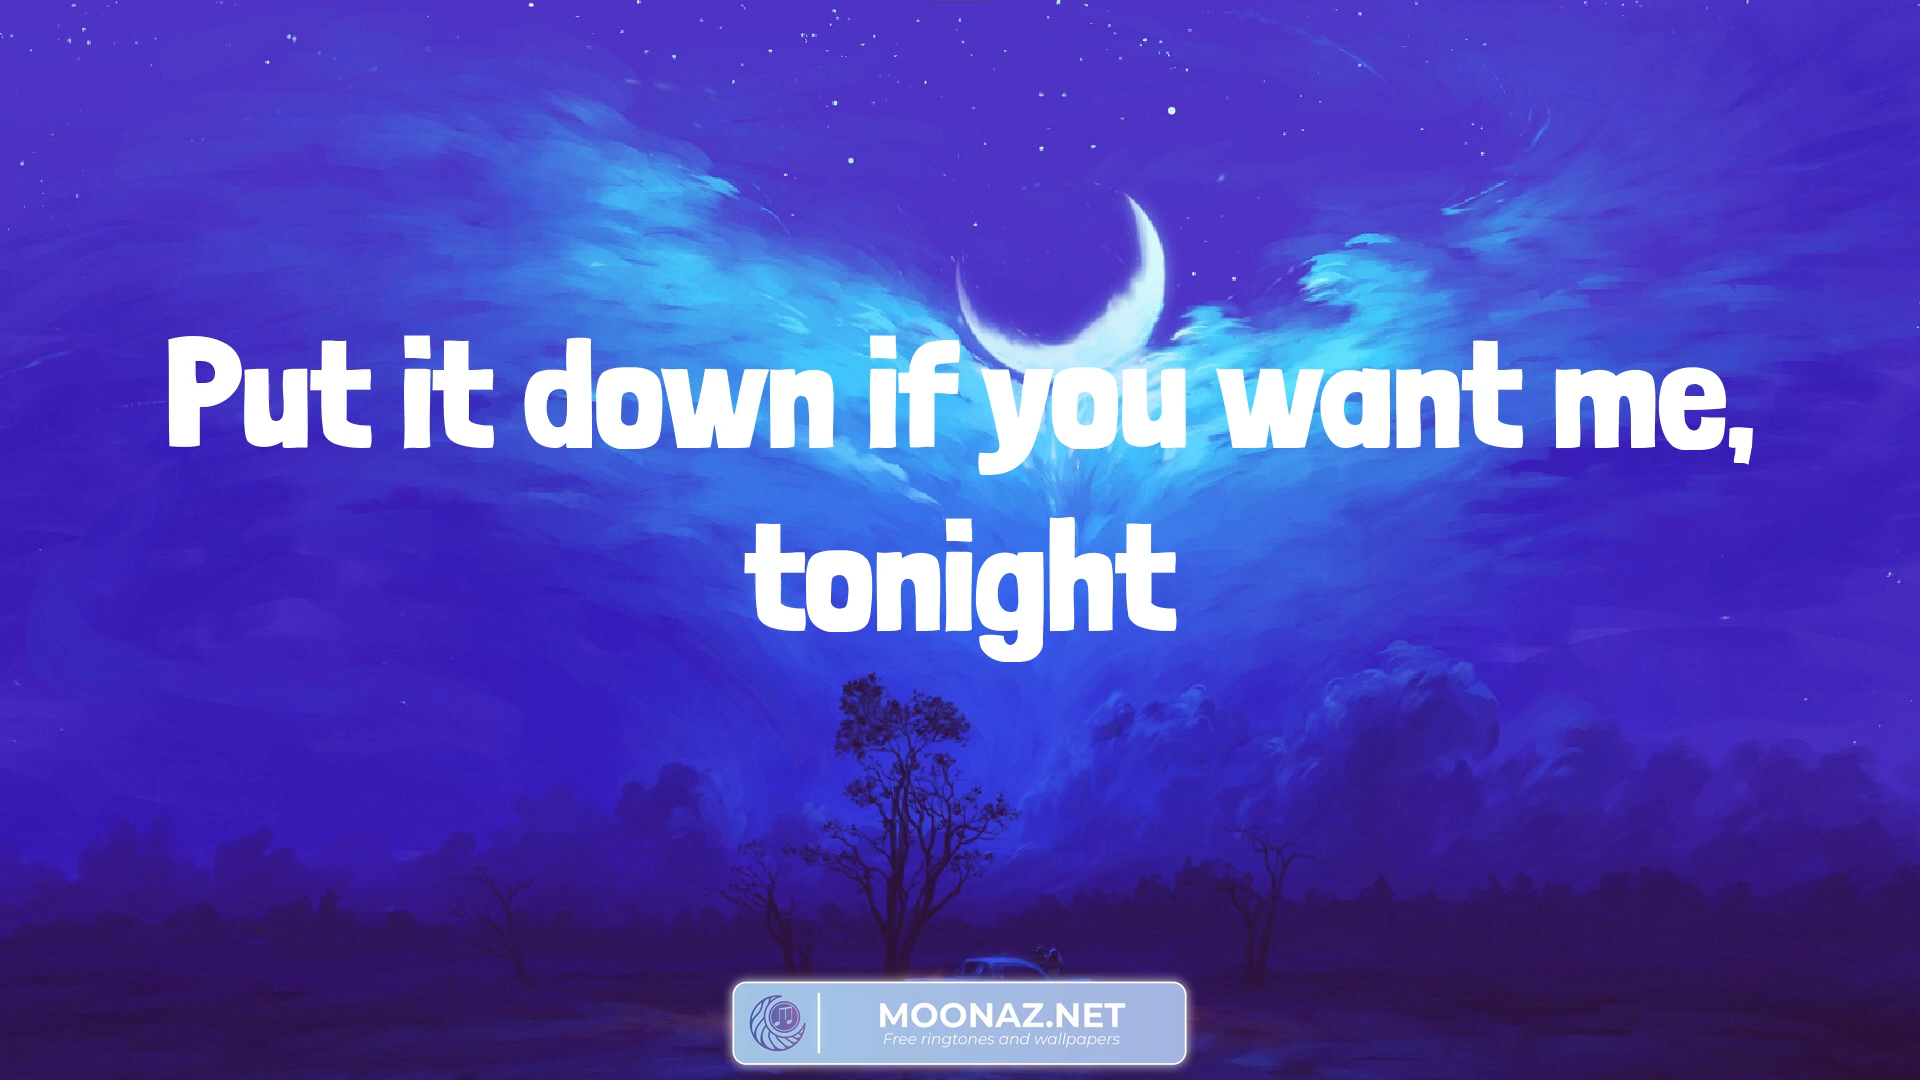 Put it down if you want me,
tonight
MOONAZ.NET
Free ringtones and wallpapers